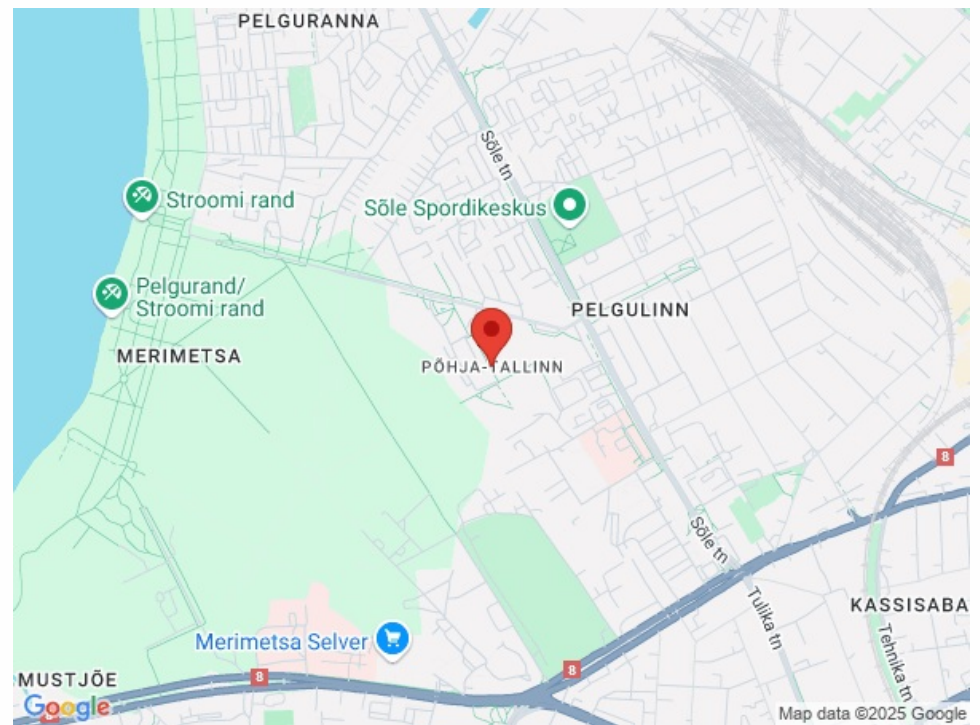 PELGURANNA
Sõle tn
Stroomi rand
Sõle Spordikeskus
Pelgurand/
Stroomi rand
PELGULINN
MERIMETSA
PÕHJA-TALLINN
8
Sõle tn
KASSISABA
Tulika tn
Tehnika tn
Merimetsa Selver
8
8
MUSTJÕE
8
Google
Map data ©2025 Google